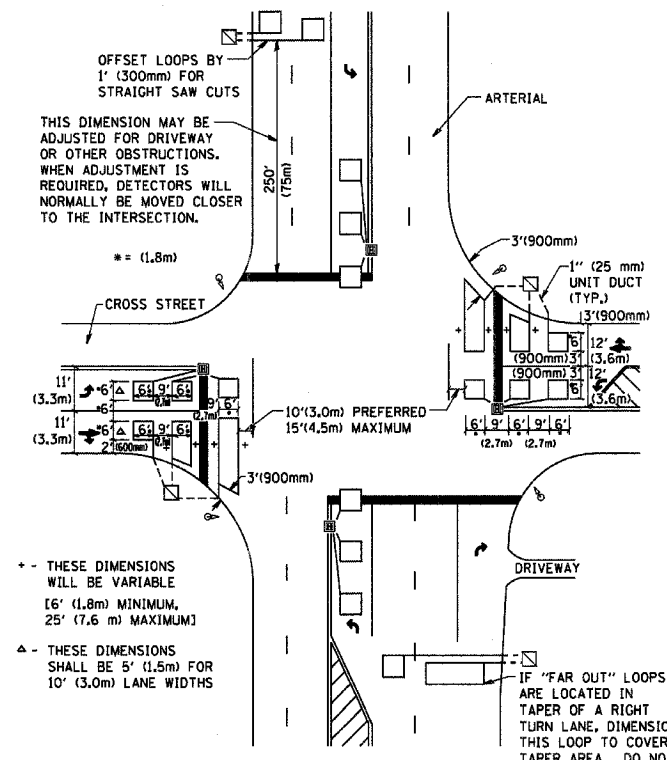 OFFSET LOOPS BY
1' (300mm) FOR
STRAIGHT SAW CUTS
ARTERIAL
THIS DIMENSION MAY BE
ADJUSTED FOR DRIVEWAY
OR OTHER OBSTRUCTIONS.
WHEN ADJUSTMENT IS
REQUIRED, DETECTORS WILL
NORMALLY BE MOVED CLOSER
TO THE INTERSECTION.
250'
(75m)
* = (1.8m)
3'(900mm)
1" (25 mm)
UNIT DUCT
(TYP.)
CROSS STREET
3'(900mm)
6'
12'
(3.6m)
(900mm) 3'
(900mm) 3'
12'
(3.6m)
6'
6' 9' 6' 9' 6'
(2.7m) (2.7m)
11'
(3.3m)
*6' △ 6' 9' 6'
*6'
11'
(3.3m)
*6' △ 6' 9' 6'
2' (600mm)
9' 6'
(2.7m)
10'(3.0m) PREFERRED
15'(4.5m) MAXIMUM
3'(900mm)
+ - THESE DIMENSIONS
WILL BE VARIABLE
[6' (1.8m) MINIMUM,
25' (7.6 m) MAXIMUM]
△ - THESE DIMENSIONS
SHALL BE 5' (1.5m) FOR
10' (3.0m) LANE WIDTHS
DRIVEWAY
IF "FAR OUT" LOOPS
ARE LOCATED IN
TAPER OF A RIGHT
TURN LANE, DIMENSIO
THIS LOOP TO COVER
TAPER AREA. DO NO